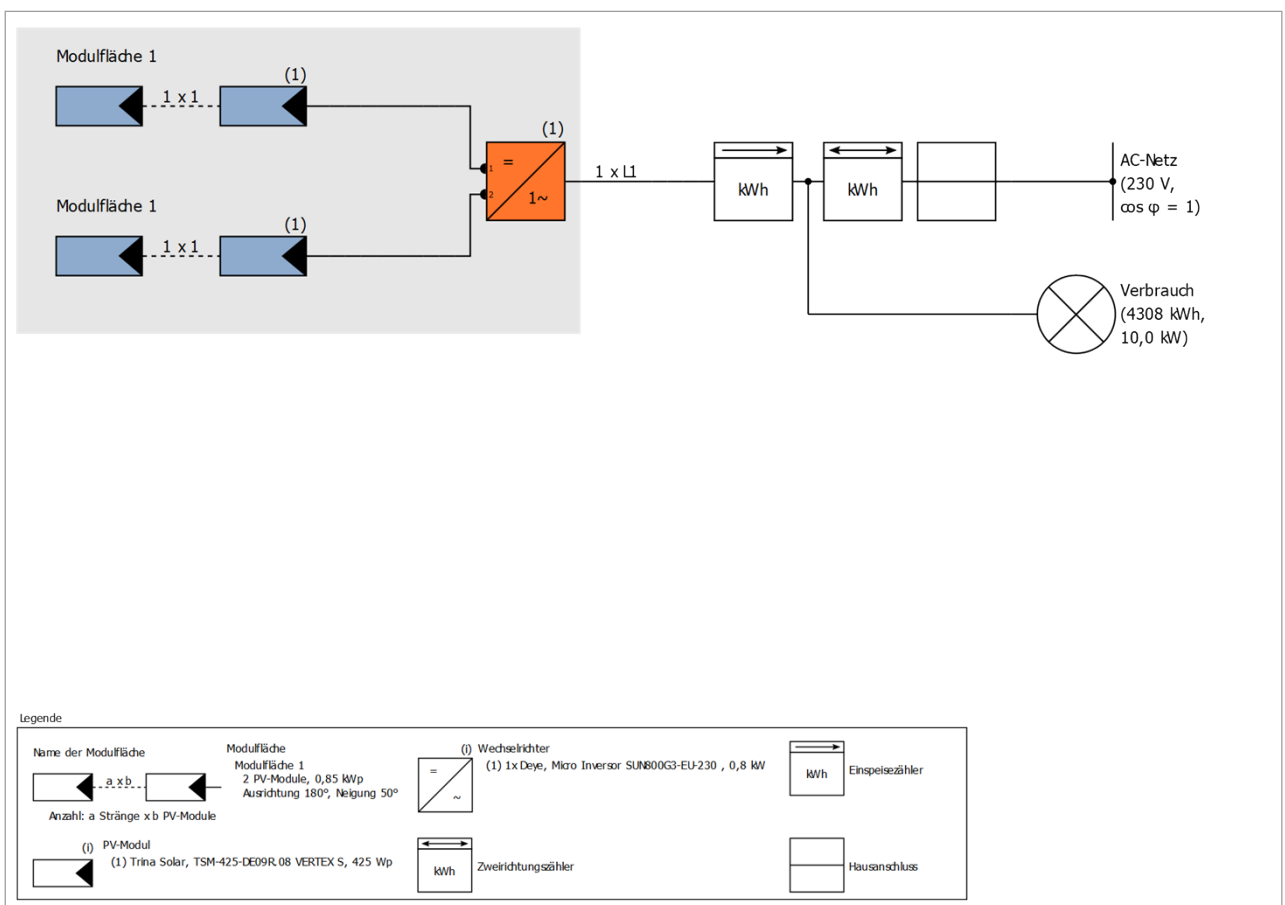 Modulfläche 1
(1)
1 x 1
(1)
=
1
2
1~
1 x L1
kWh
kWh
AC-Netz
(230 V,
cos φ = 1)
Modulfläche 1
(1)
1 x 1
Verbrauch
(4308 kWh,
10,0 kW)
Legende
Name der Modulfläche
a x b
Anzahl: a Stränge x b PV-Module
Modulfläche
Modulfläche 1
2 PV-Module, 0,85 kWp
Ausrichtung 180°, Neigung 50°
(i) PV-Modul
(1) Trina Solar, TSM-425-DE09R.08 VERTEX S, 425 Wp
(i) Wechselrichter
(1) 1x Deye, Micro Inversor SUN800G3-EU-230 , 0,8 kW
=
~
kWh
Zweirichtungszähler
kWh
Einspeisezähler
Hausanschluss